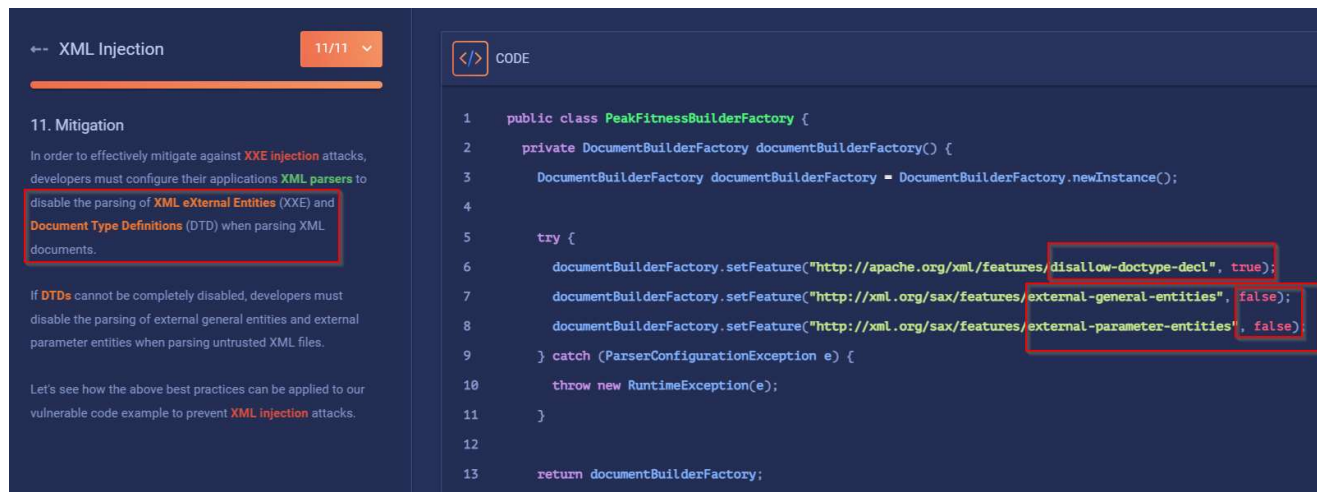 ←-- XML Injection
11/11
11. Mitigation
In order to effectively mitigate against XXE injection attacks,
developers must configure their applications XML parsers to
disable the parsing of XML eXternal Entities (XXE) and
Document Type Definitions (DTD) when parsing XML
documents.
If DTDs cannot be completely disabled, developers must
disable the parsing of external general entities and external
parameter entities when parsing untrusted XML files.
Let's see how the above best practices can be applied to our
vulnerable code example to prevent XML injection attacks.
</> CODE
1 public class PeakFitnessBuilderFactory {
2 private DocumentBuilderFactory documentBuilderFactory() {
3 DocumentBuilderFactory documentBuilderFactory = DocumentBuilderFactory.newInstance();
4
5 try {
6 documentBuilderFactory.setFeature("http://apache.org/xml/features/disallow-doctype-decl", true);
7 documentBuilderFactory.setFeature("http://xml.org/sax/features/external-general-entities", false);
8 documentBuilderFactory.setFeature("http://xml.org/sax/features/external-parameter-entities", false);
9 } catch (ParserConfigurationException e) {
10 throw new RuntimeException(e);
11 }
12
13 return documentBuilderFactory;